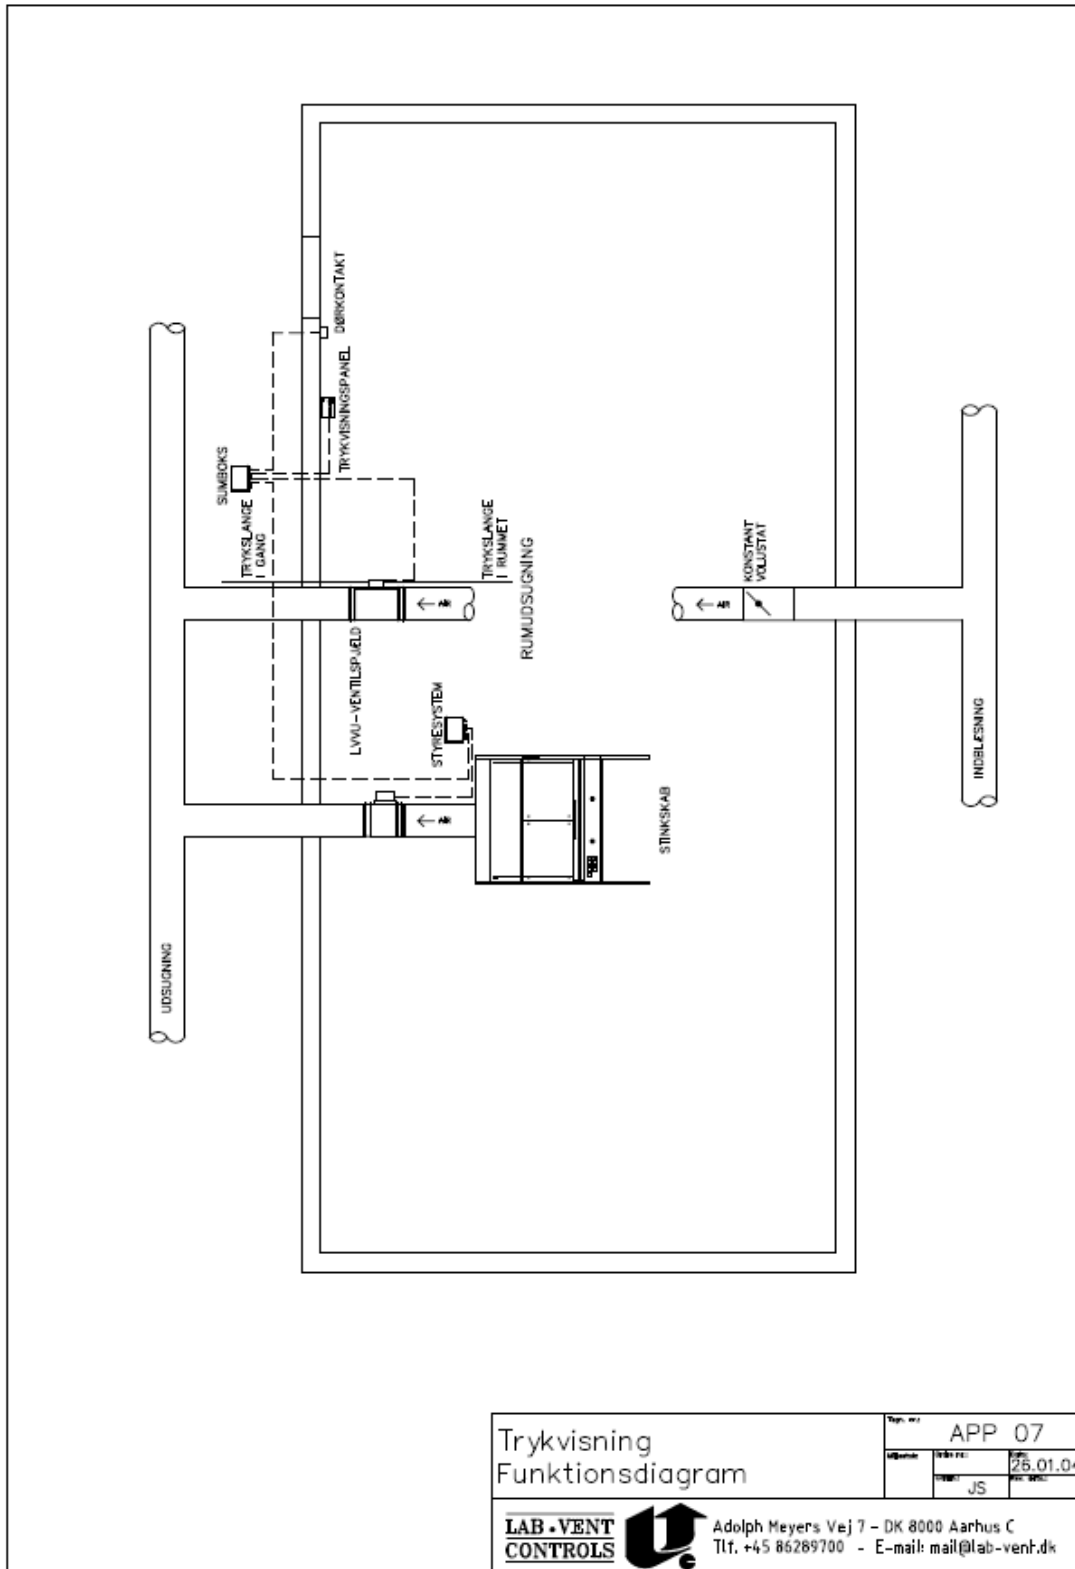 DØRKONTAKT
TRYKVISNINGSPANEL
SUMBOKS
TRYKSLANGE
I GANG
TRYKSLANGE
I RUMMET
RUMUDSUGNING
KONSTANT
VOLUSTAT
AIR
AIR
LVVU-VENTILSPJÆLD
STYRESYSTEM
AIR
STINKSKAB
INDBLÆSNING
UDSUGNING
Trykvisning
Funktionsdiagram
APP 07
25.01.04
JS
LAB-VENT
CONTROLS
Adolph Meyers Vej 7 - DK 8000 Aarhus C
Tlf. +45 86289700 - E-mail: mail@lab-vent.dk